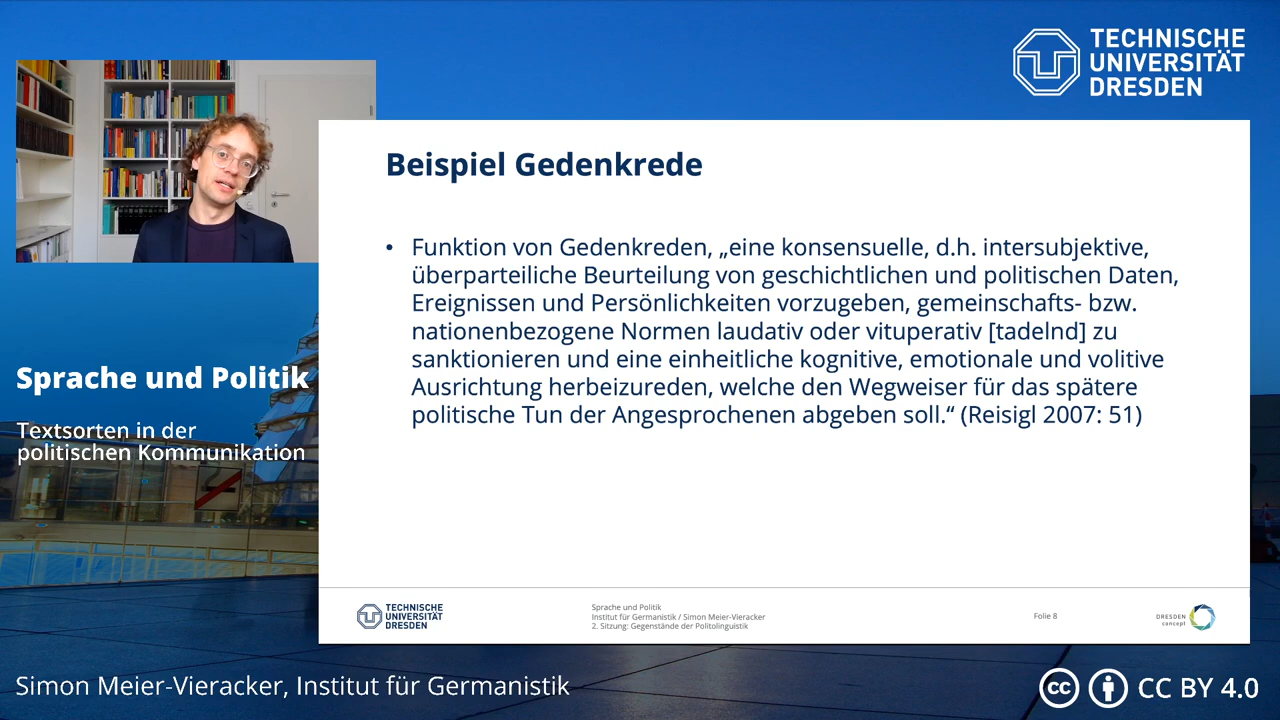 TECHNISCHE
UNIVERSITÄT
DRESDEN
Beispiel Gedenkrede
• Funktion von Gedenkreden, „eine konsensuelle, d.h. intersubjektive,
überparteiliche Beurteilung von geschichtlichen und politischen Daten,
Ereignissen und Persönlichkeiten vorzugeben, gemeinschafts- bzw.
nationenbezogene Normen laudativ oder vituperativ [tadelnd] zu
sanktionieren und eine einheitliche kognitive, emotionale und volitive
Ausrichtung herbeizureden, welche den Wegweiser für das spätere
politische Tun der Angesprochenen abgeben soll.“ (Reisigl 2007: 51)
Sprache und Politik
Textsorten in der
politischen Kommunikation
TECHNISCHE
UNIVERSITÄT
DRESDEN
Sprache und Politik
Institut für Germanistik / Simon Meier-Vieracker
2. Sitzung: Gegenstände der Politolinguistik
Folie 8
DRESDEN
concept
Simon Meier-Vieracker, Institut für Germanistik
cc CC BY 4.0